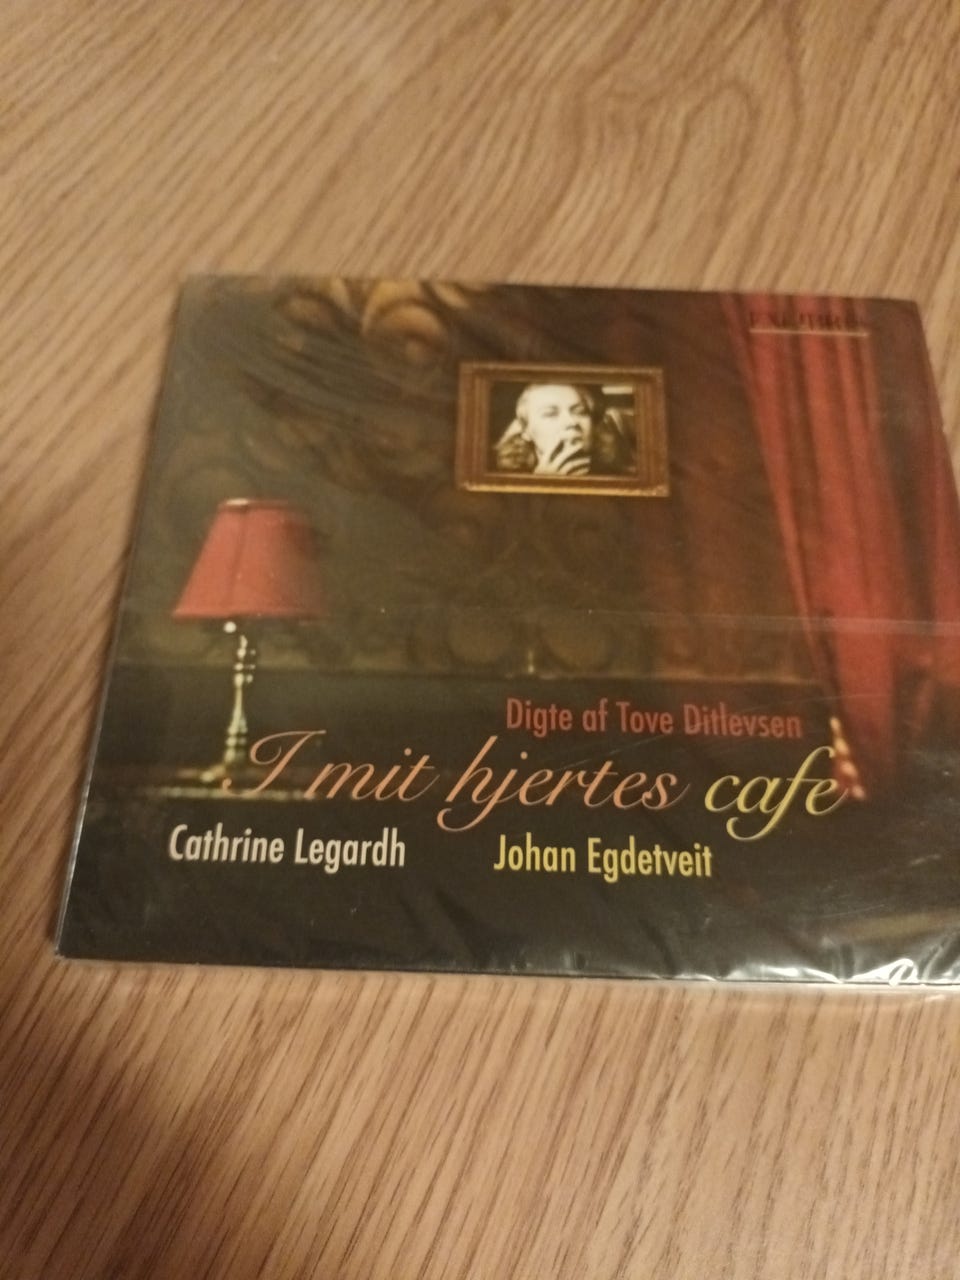 Digte af Tove Ditlevsen
I mit hjertes cafe
Cathrine Legardh Johan Egdetveit